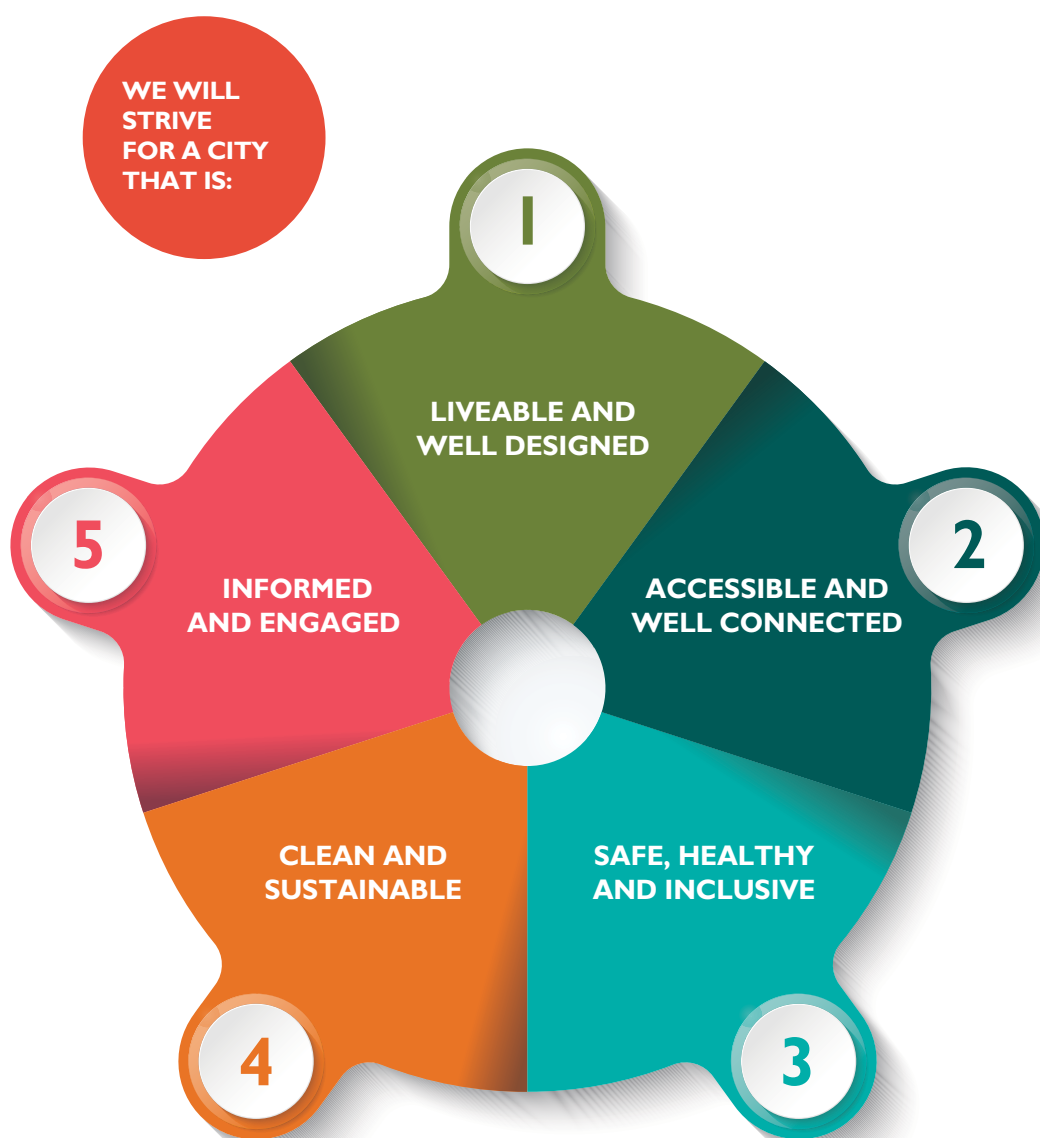 WE WILL
STRIVE
FOR A CITY
THAT IS:
1
LIVEABLE AND
WELL DESIGNED
2
ACCESSIBLE AND
WELL CONNECTED
3
SAFE, HEALTHY
AND INCLUSIVE
4
CLEAN AND
SUSTAINABLE
5
INFORMED
AND ENGAGED